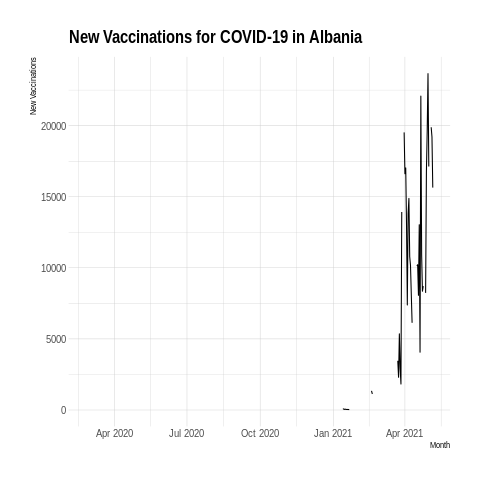 New Vaccinations for COVID-19 in Albania
New Vaccinations
20000
15000
10000
5000
0
Apr 2020 Jul 2020 Oct 2020 Jan 2021 Apr 2021
Month